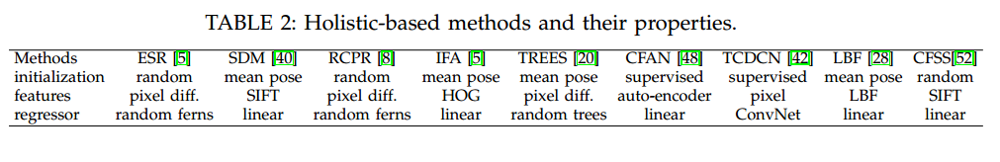 TABLE 2: Holistic-based methods and their properties.
Methods ESR [5] SDM [40] RCPR [8] IFA [5] TREES [20] CFAN [48] TCDCN [42] LBF [28] CFSS[52]
initialization random mean pose random mean pose mean pose supervised supervised mean pose random
features pixel diff. SIFT pixel diff. HOG pixel diff. auto-encoder pixel LBF SIFT
regressor random ferns linear random ferns linear random trees linear ConvNet linear linear